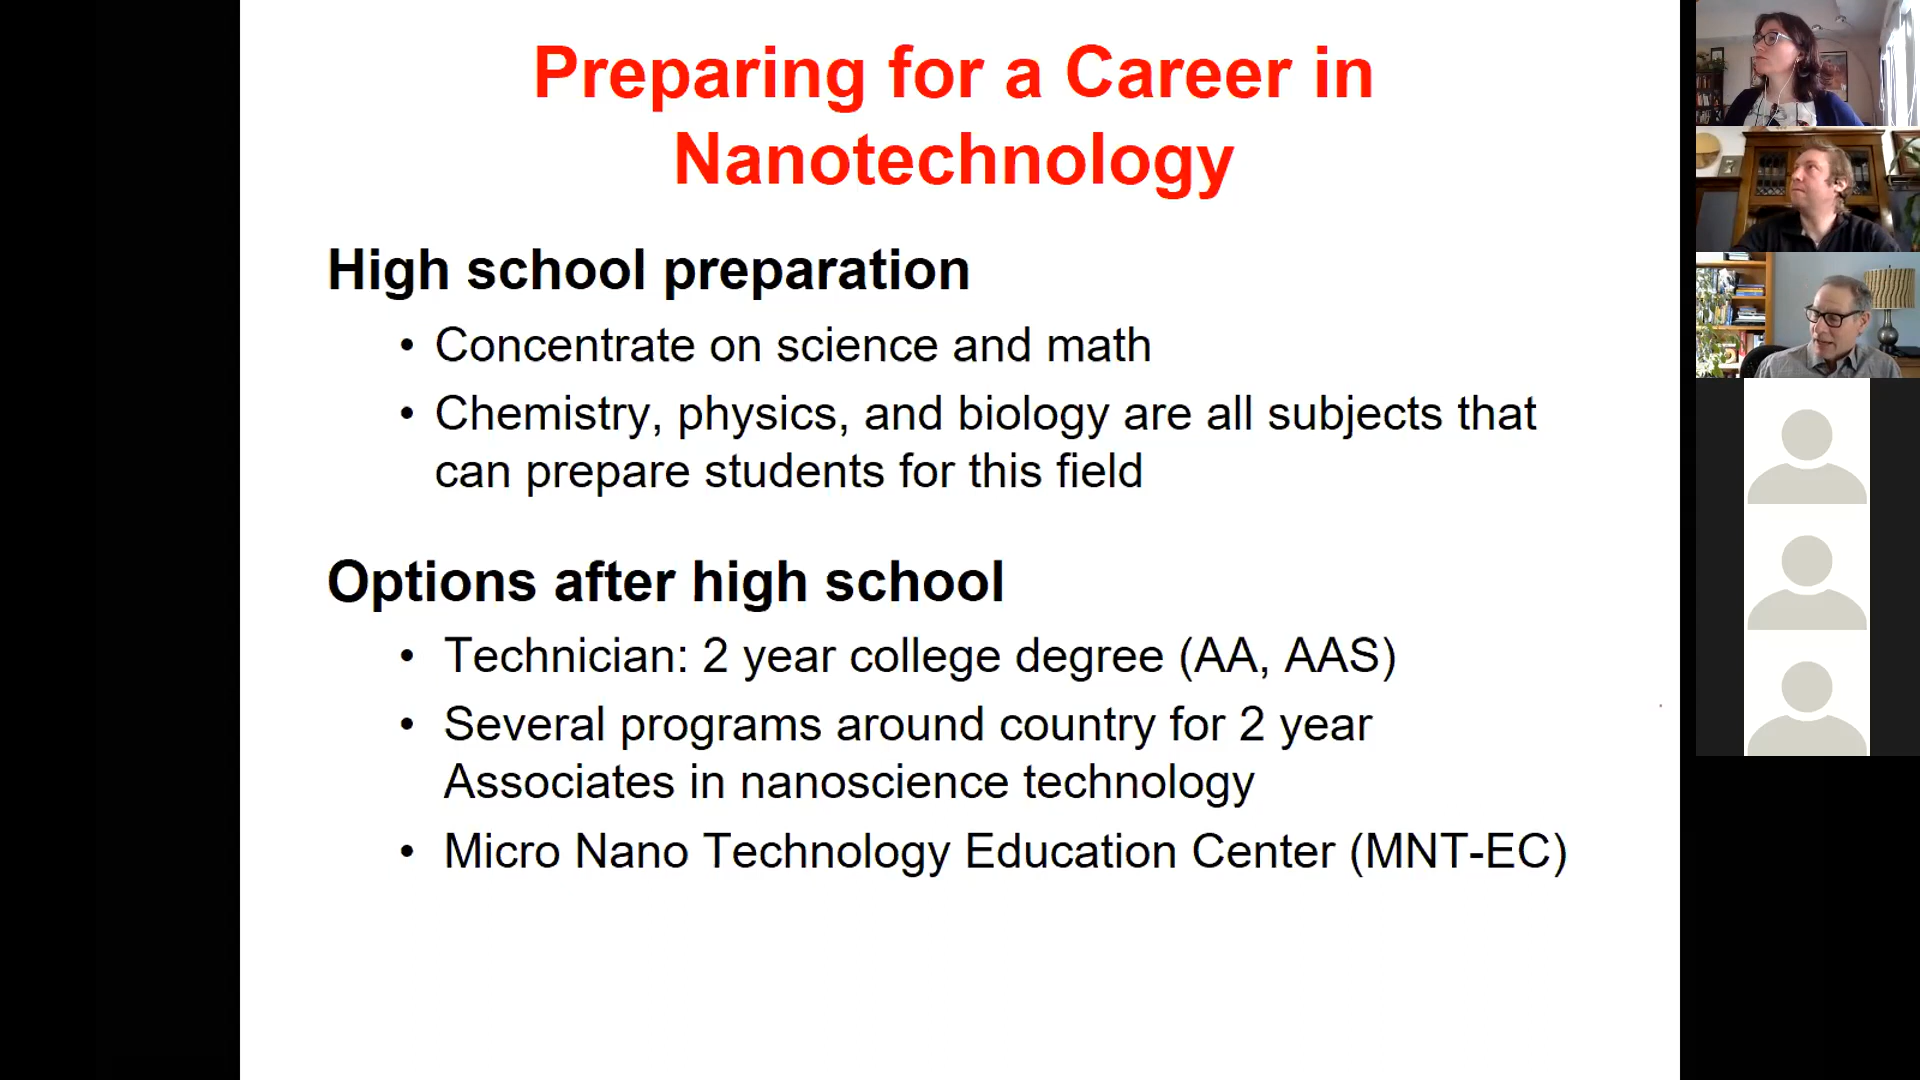 Preparing for a Career in
Nanotechnology
High school preparation
• Concentrate on science and math
• Chemistry, physics, and biology are all subjects that
can prepare students for this field
Options after high school
• Technician: 2 year college degree (AA, AAS)
• Several programs around country for 2 year
Associates in nanoscience technology
• Micro Nano Technology Education Center (MNT-EC)